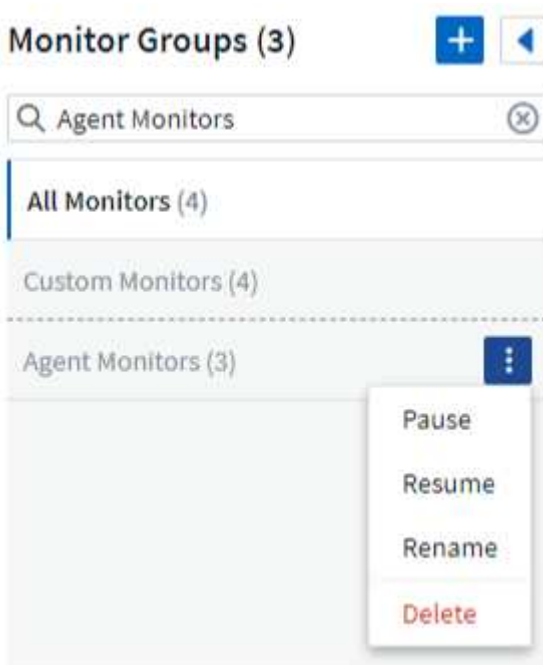 Monitor Groups (3)
Agent Monitors
All Monitors (4)
Custom Monitors (4)
Agent Monitors (3)
Pause
Resume
Rename
Delete